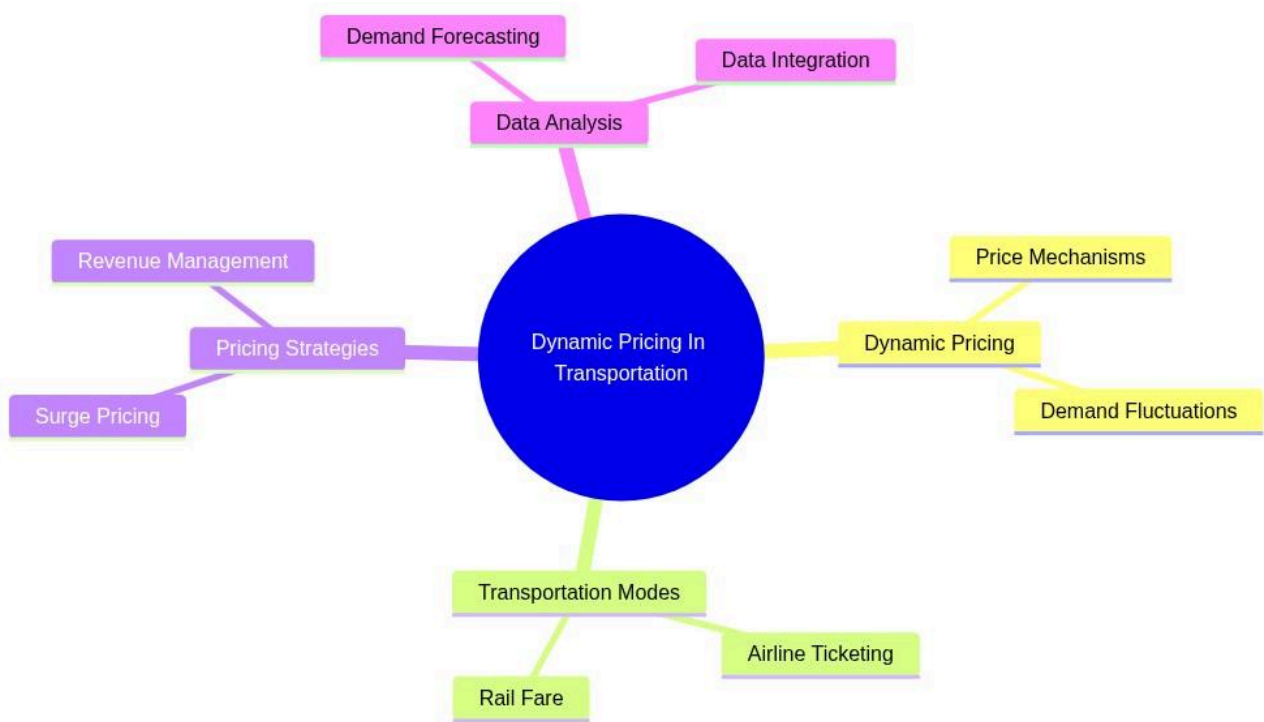 Demand Forecasting
Data Integration
Data Analysis
Revenue Management
Price Mechanisms
Pricing Strategies
Dynamic Pricing In
Transportation
Dynamic Pricing
Surge Pricing
Demand Fluctuations
Transportation Modes
Airline Ticketing
Rail Fare